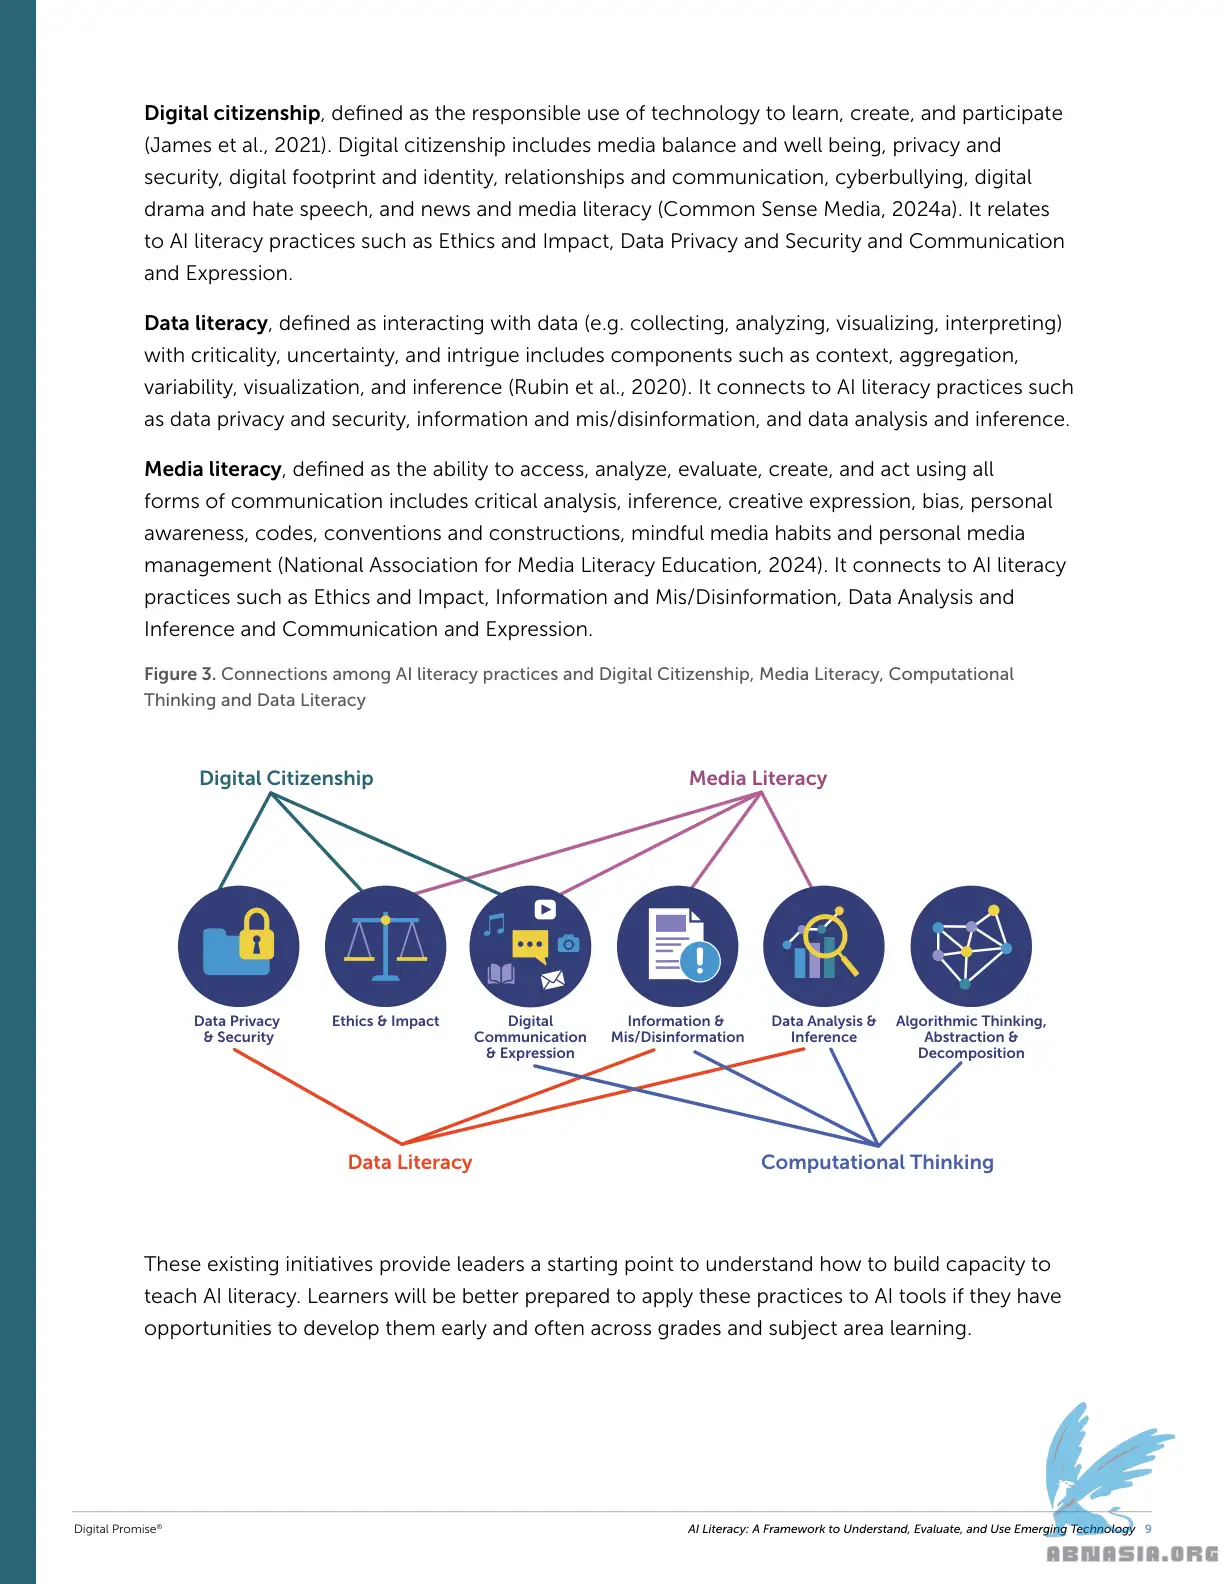 Digital citizenship, defined as the responsible use of technology to learn, create, and participate
(James et al., 2021). Digital citizenship includes media balance and well being, privacy and
security, digital footprint and identity, relationships and communication, cyberbullying, digital
drama and hate speech, and news and media literacy (Common Sense Media, 2024a). It relates
to AI literacy practices such as Ethics and Impact, Data Privacy and Security and Communication
and Expression.
Data literacy, defined as interacting with data (e.g. collecting, analyzing, visualizing, interpreting)
with criticality, uncertainty, and intrigue includes components such as context, aggregation,
variability, visualization, and inference (Rubin et al., 2020). It connects to AI literacy practices such
as data privacy and security, information and mis/disinformation, and data analysis and inference.
Media literacy, defined as the ability to access, analyze, evaluate, create, and act using all
forms of communication includes critical analysis, inference, creative expression, bias, personal
awareness, codes, conventions and constructions, mindful media habits and personal media
management (National Association for Media Literacy Education, 2024). It connects to AI literacy
practices such as Ethics and Impact, Information and Mis/Disinformation, Data Analysis and
Inference and Communication and Expression.
Figure 3. Connections among AI literacy practices and Digital Citizenship, Media Literacy, Computational
Thinking and Data Literacy
Digital Citizenship
Media Literacy
Data Privacy
& Security
Ethics & Impact
Digital
Communication
& Expression
Information &
Mis/Disinformation
Data Analysis &
Inference
Algorithmic Thinking,
Abstraction &
Decomposition
Data Literacy
Computational Thinking
These existing initiatives provide leaders a starting point to understand how to build capacity to
teach AI literacy. Learners will be better prepared to apply these practices to AI tools if they have
opportunities to develop them early and often across grades and subject area learning.
Digital Promise®
AI Literacy: A Framework to Understand, Evaluate, and Use Emerging Technology 9
ABNASIA.ORG